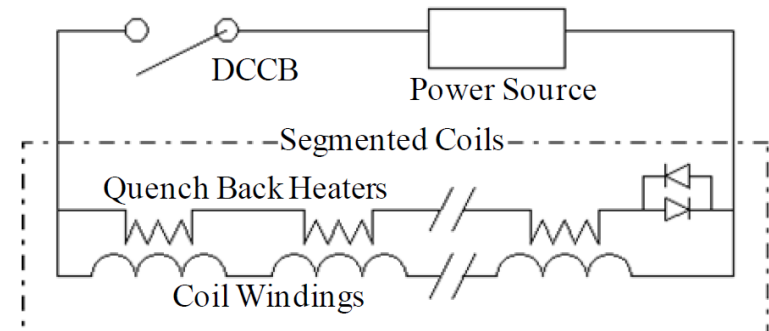 DCCB
Power Source
Segmented Coils
Quench Back Heaters
Coil Windings